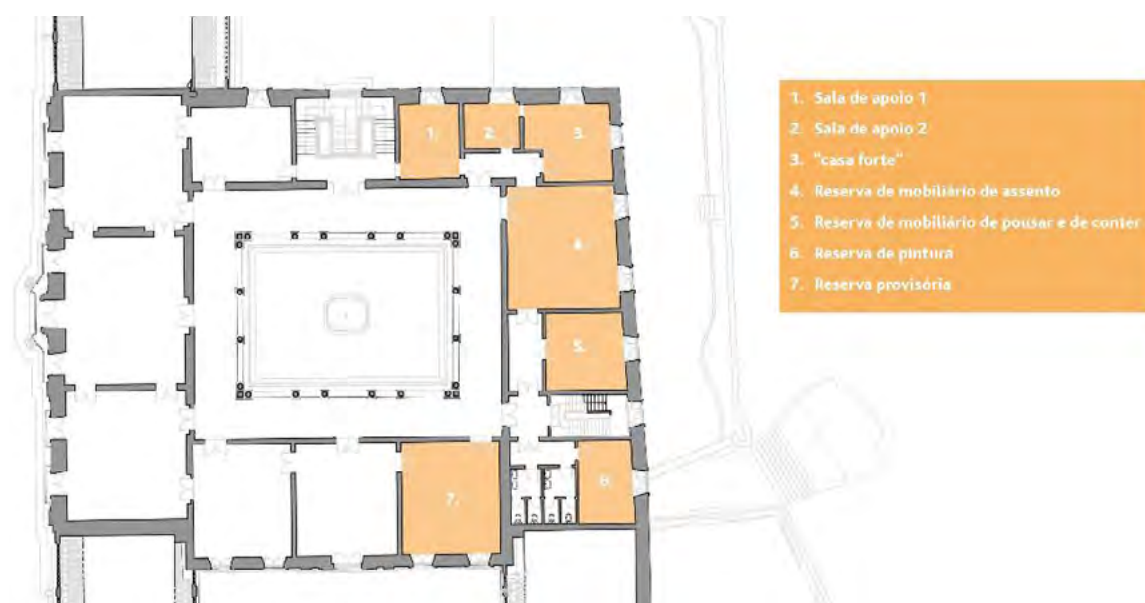 1.
2.
3.
4.
5.
6.
7.
1. Sala de apoio 1
2. Sala de apoio 2
3. "casa forte"
4. Reserva de mobiliário de assento
5. Reserva de mobiliário de pousar e de conter
6. Reserva de pintura
7. Reserva provisória